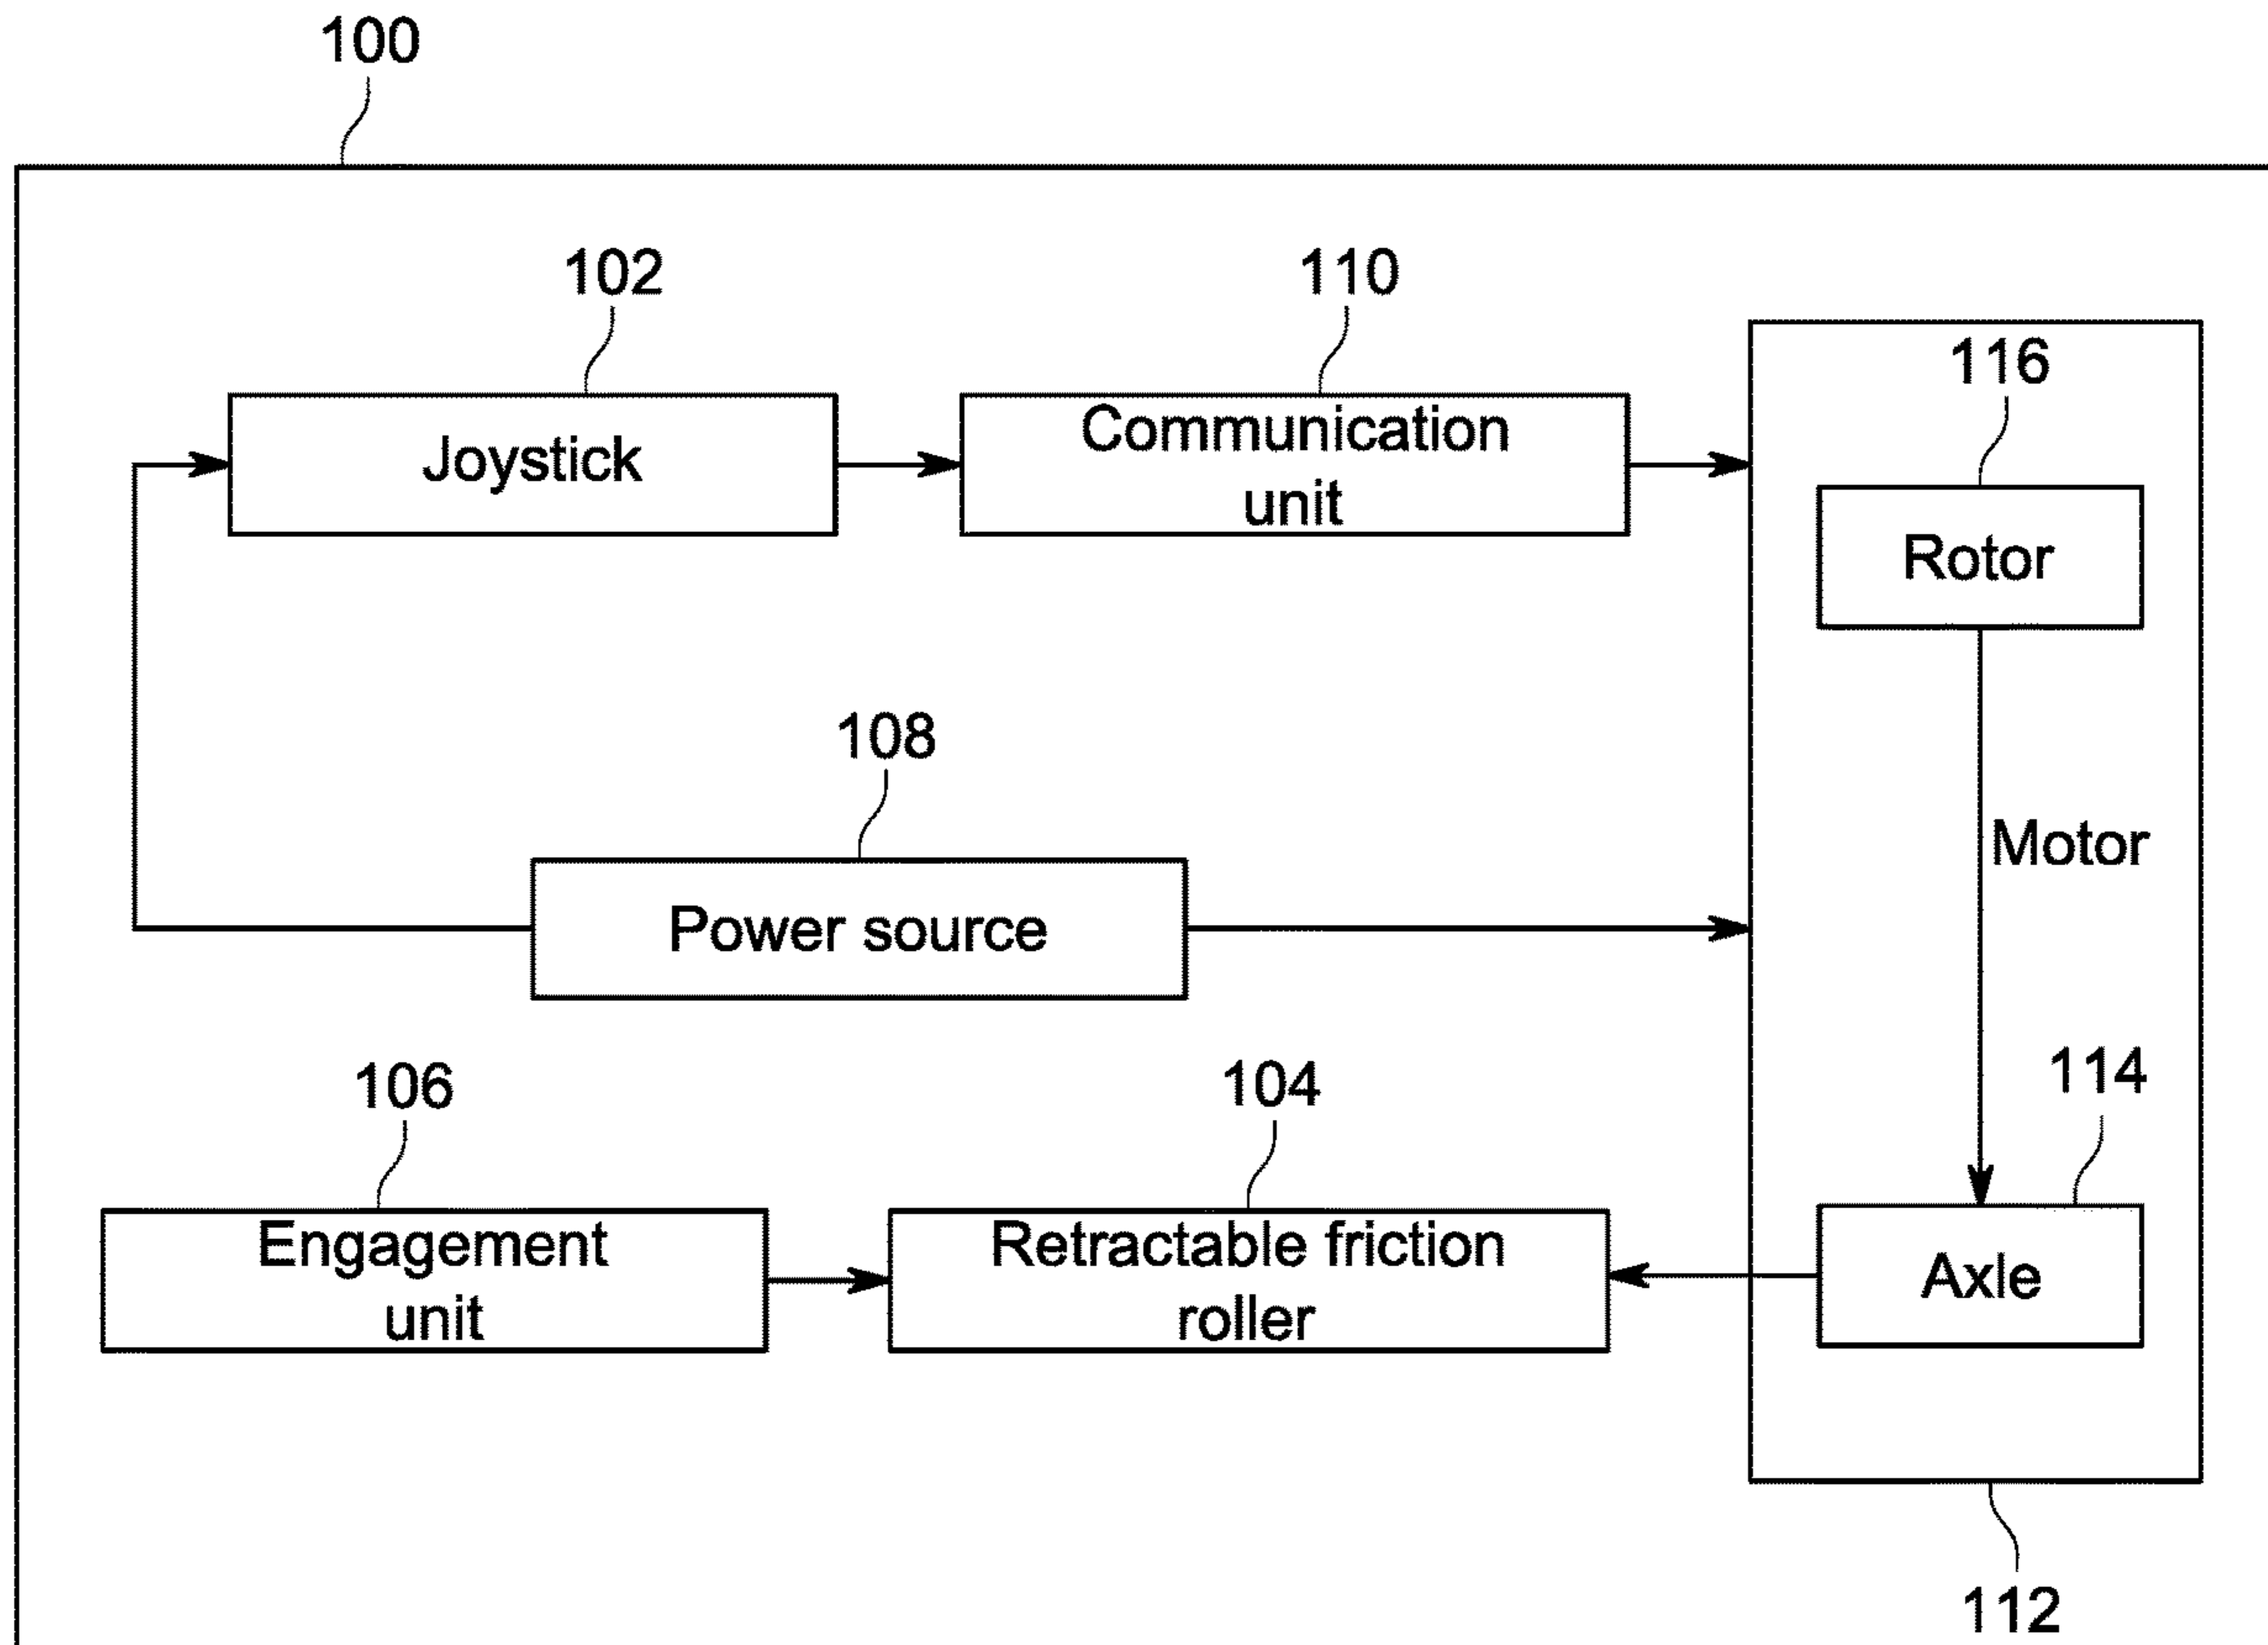 100
102
110
116
Joystick
Communication
unit
Rotor
108
Motor
Power source
106
104
114
Engagement
unit
Retractable friction
roller
Axle
112